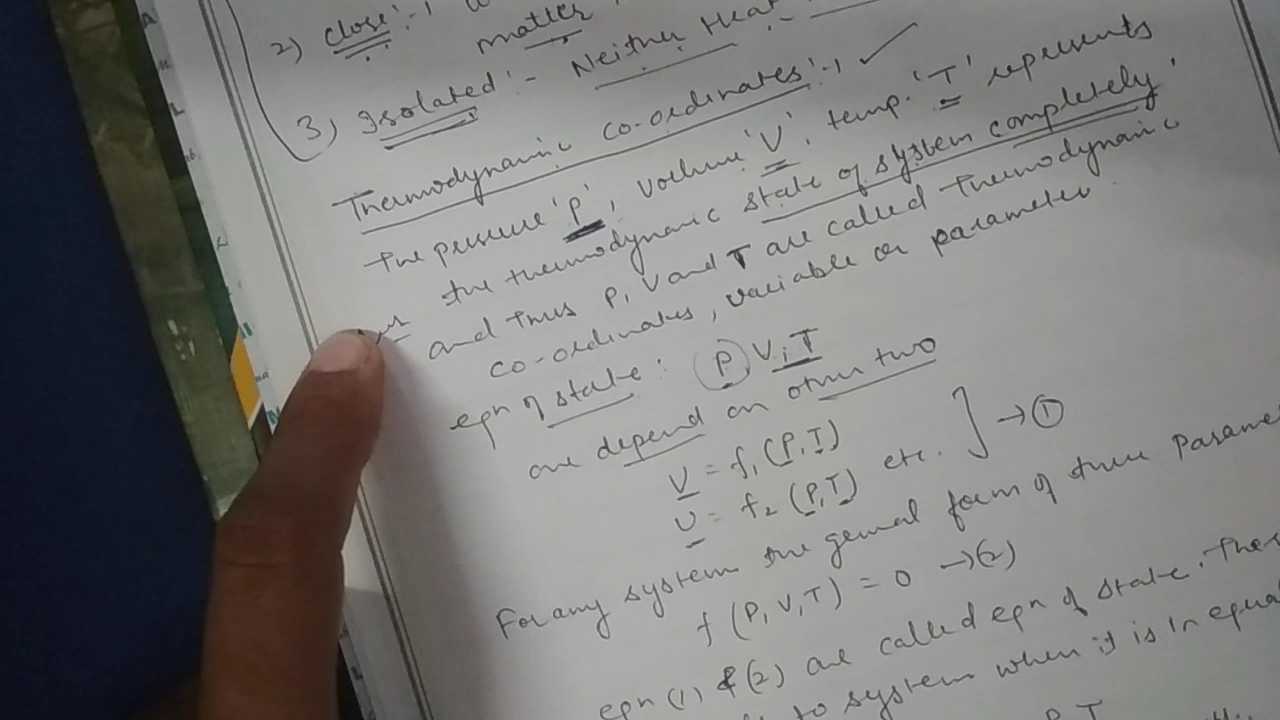 2) close :-
matter
3) Isolated :- Neither Heat
Thermodynamic co-ordinates :-
The pressure 'P', volume 'V', temp. 'T' represents
the thermodynamic state of system completely.
and thus P, V and T are called thermodynamic
co-ordinates, variable or parameter.
eqn of state : P V, T
are depend on other two
V = f₁ (P,T)
U = f₂ (P,T) etc. ] → ①
For any system the general form of three Parame
f (P, V, T) = 0 → (2)
eqn (1) & (2) are called eqn of state. These
to system when it is in equa
P T